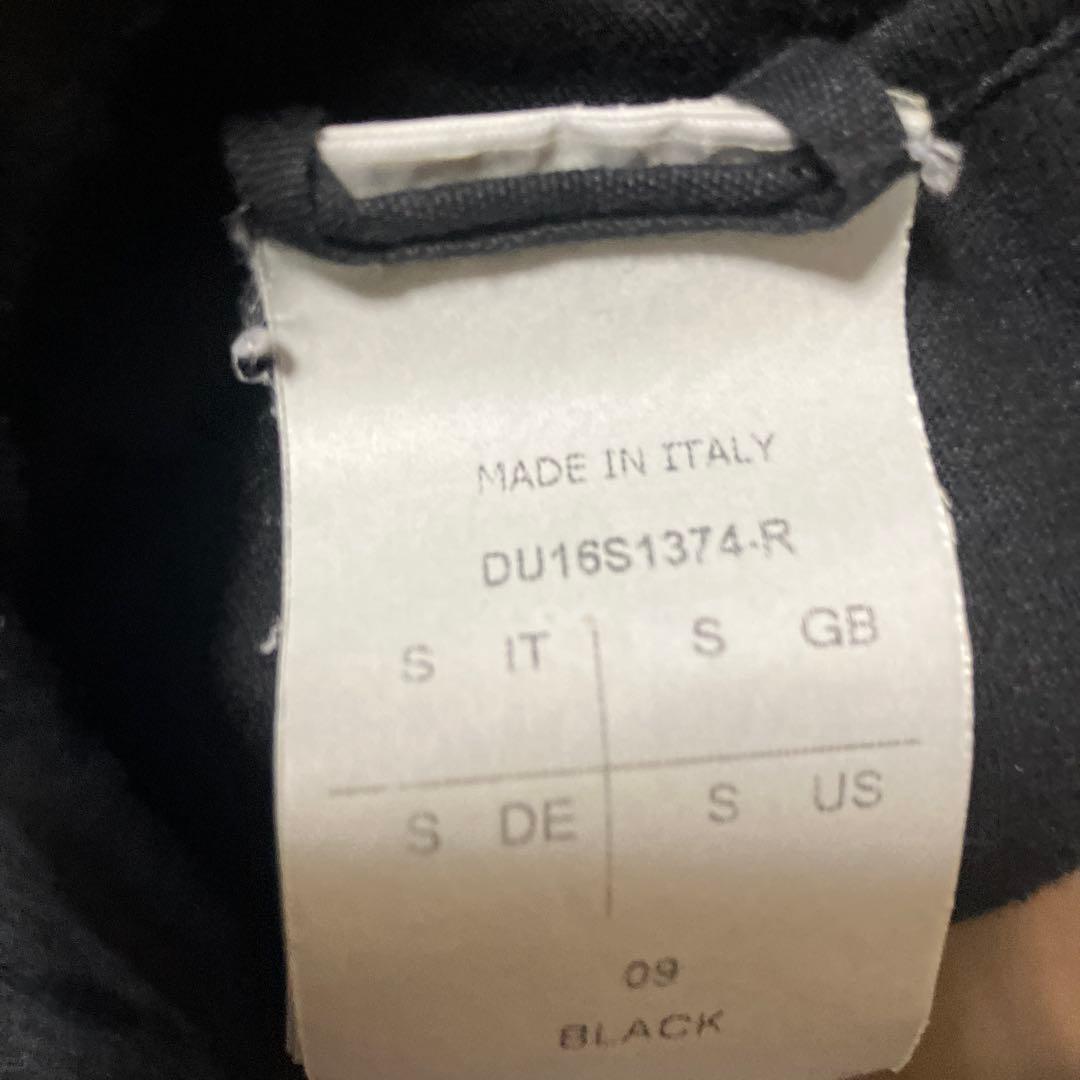 MADE IN ITALY
DU16S1374-R
S IT S GB
S DE S US
09
BLACK